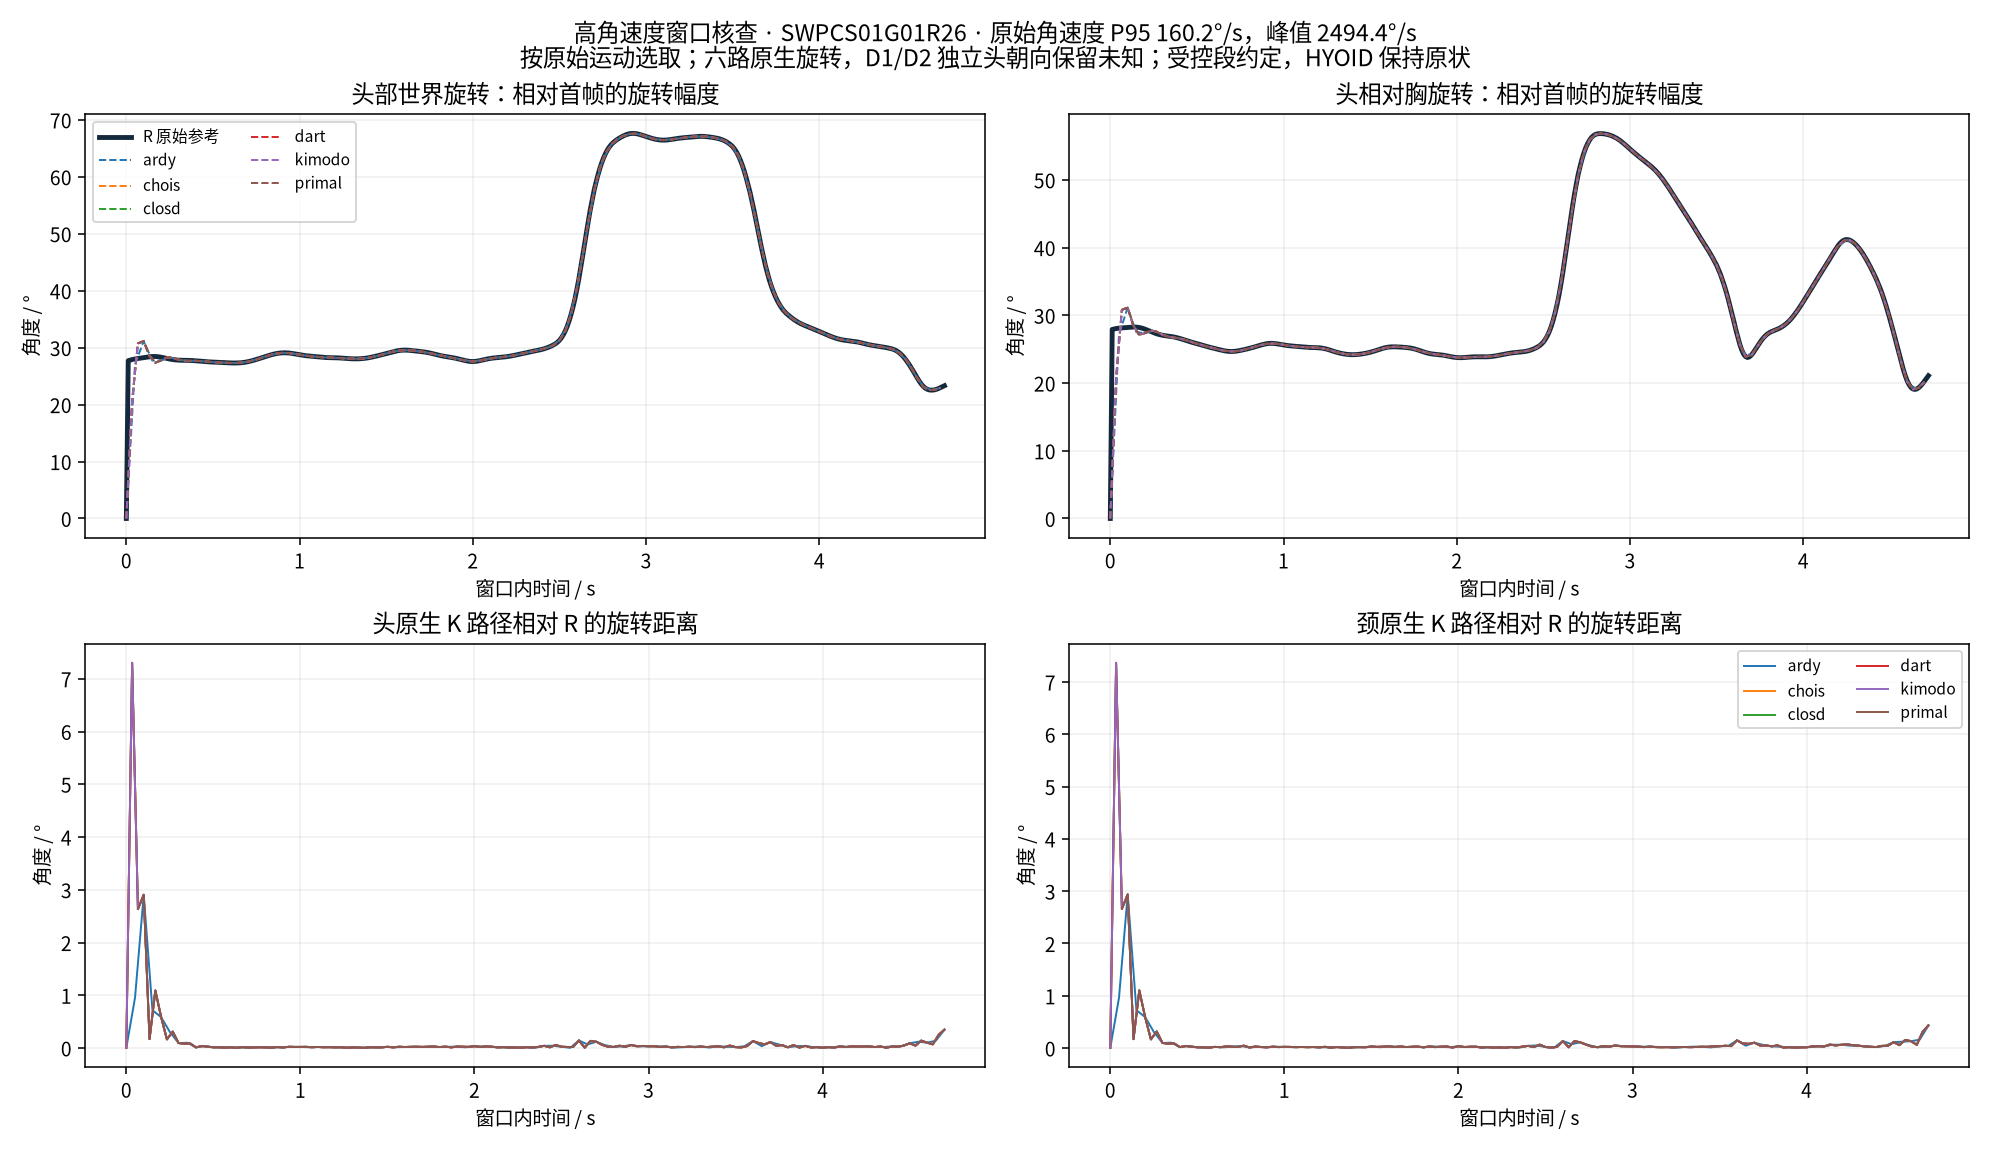 高角速度窗口核查 · SWPCS01G01R26 · 原始角速度 P95 160.2°/s，峰值 2494.4°/s
按原始运动选取；六路原生旋转，D1/D2 独立头朝向保留未知；受控段约定，HYOID 保持原状
头部世界旋转：相对首帧的旋转幅度
R 原始参考
ardy
chois
closd
dart
kimodo
primal
角度 / °
70
60
50
40
30
20
10
0
0 1 2 3 4
窗口内时间 / s
头相对胸旋转：相对首帧的旋转幅度
角度 / °
50
40
30
20
10
0
0 1 2 3 4
窗口内时间 / s
头原生 K 路径相对 R 的旋转距离
角度 / °
7
6
5
4
3
2
1
0
0 1 2 3 4
窗口内时间 / s
颈原生 K 路径相对 R 的旋转距离
ardy
chois
closd
dart
kimodo
primal
角度 / °
7
6
5
4
3
2
1
0
0 1 2 3 4
窗口内时间 / s